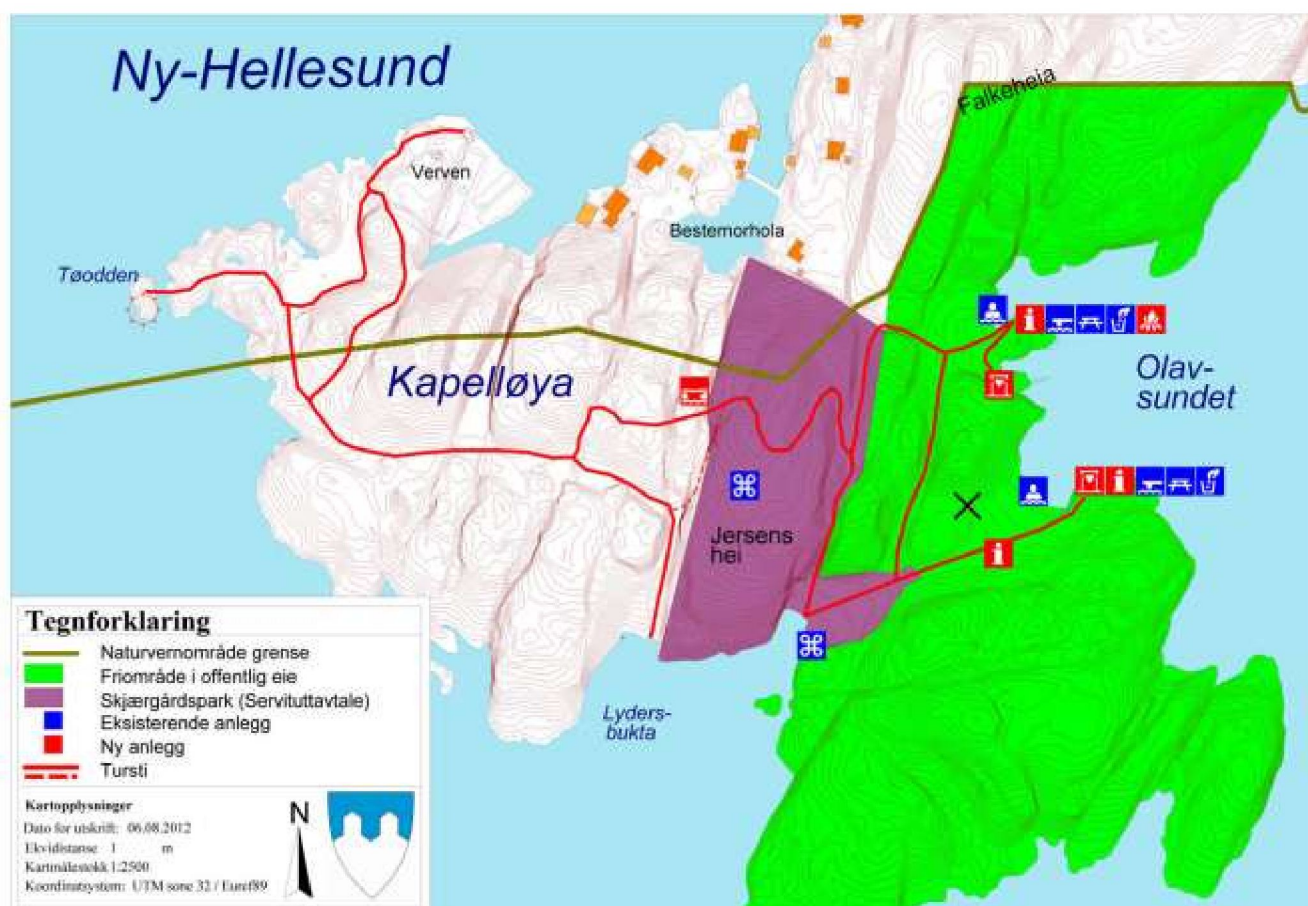 Ny-Hellesund
Falkeheia
Verven
Bestemorhola
Tøodden
Kapelløya
Olav-
sundet
Jersens
hei
Lyders-
bukta
Tegnforklaring
Naturvernområde grense
Friområde i offentlig eie
Skjærgårdspark (Servituttavtale)
Eksisterende anlegg
Ny anlegg
Tursti
Kartopplysninger
Dato for utskrift: 06.08.2012
Ekvidistanse 1 m
Kartmålestokk 1:2500
Koordinatsystem: UTM sone 32 / Euref89
N